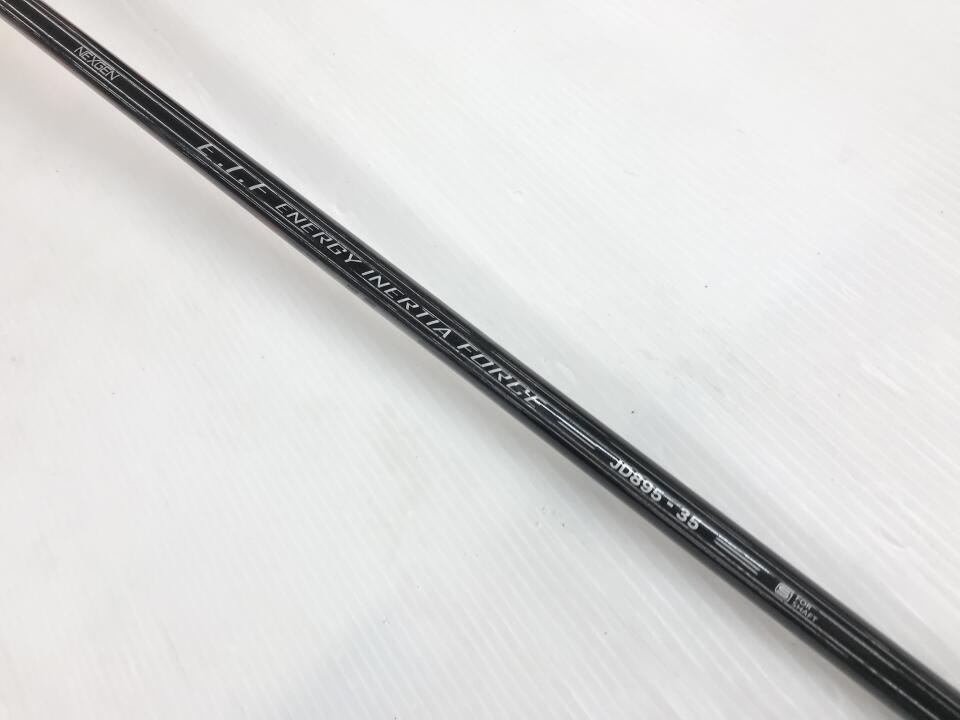 NEXGEN
E.I.F ENERGY INERTIA FORCE
JD895 - 35
S FOR SHAFT